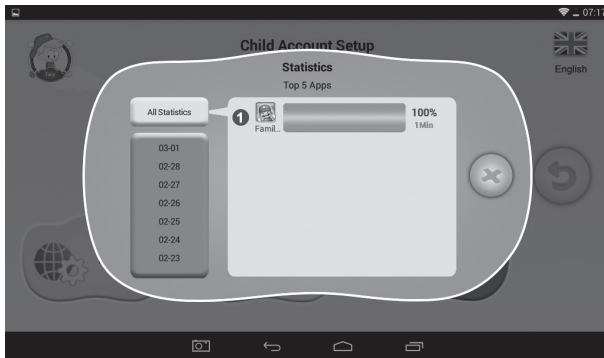 07:17
Child Account Setup
English
Statistics
Top 5 Apps
All Statistics
1
Famil...
100%
1Min
03-01
02-28
02-27
02-26
02-25
02-24
02-23